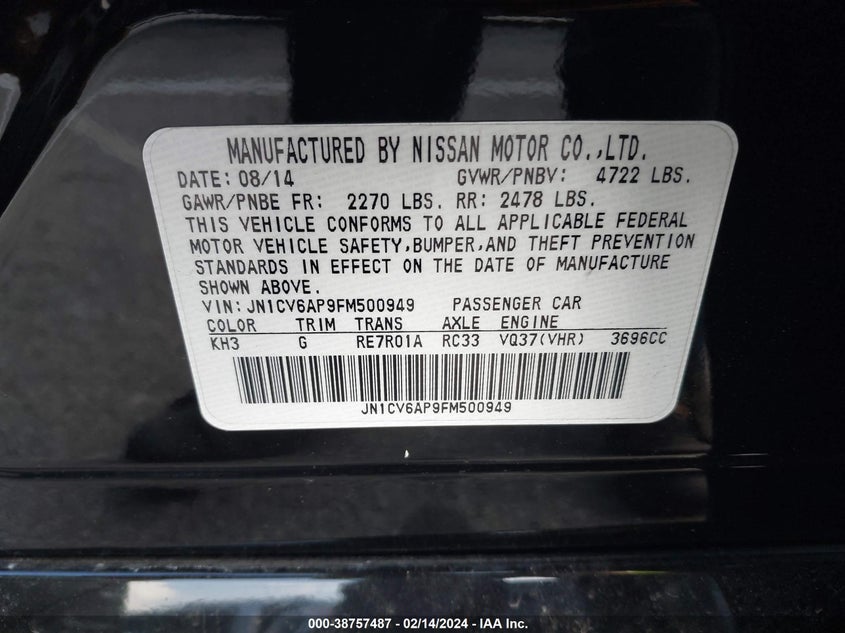 MANUFACTURED BY NISSAN MOTOR CO.,LTD.
DATE: 08/14 GVWR/PNBV: 4722 LBS.
GAWR/PNBE FR: 2270 LBS. RR: 2478 LBS.
THIS VEHICLE CONFORMS TO ALL APPLICABLE FEDERAL
MOTOR VEHICLE SAFETY,BUMPER,AND THEFT PREVENTION
STANDARDS IN EFFECT ON THE DATE OF MANUFACTURE
SHOWN ABOVE.
VIN: JN1CV6AP9FM500949 PASSENGER CAR
COLOR TRIM TRANS AXLE ENGINE
KH3 G RE7R01A RC33 VQ37(VHR) 3696CC
JN1CV6AP9FM500949
000-38757487 - 02/14/2024 - IAA Inc.